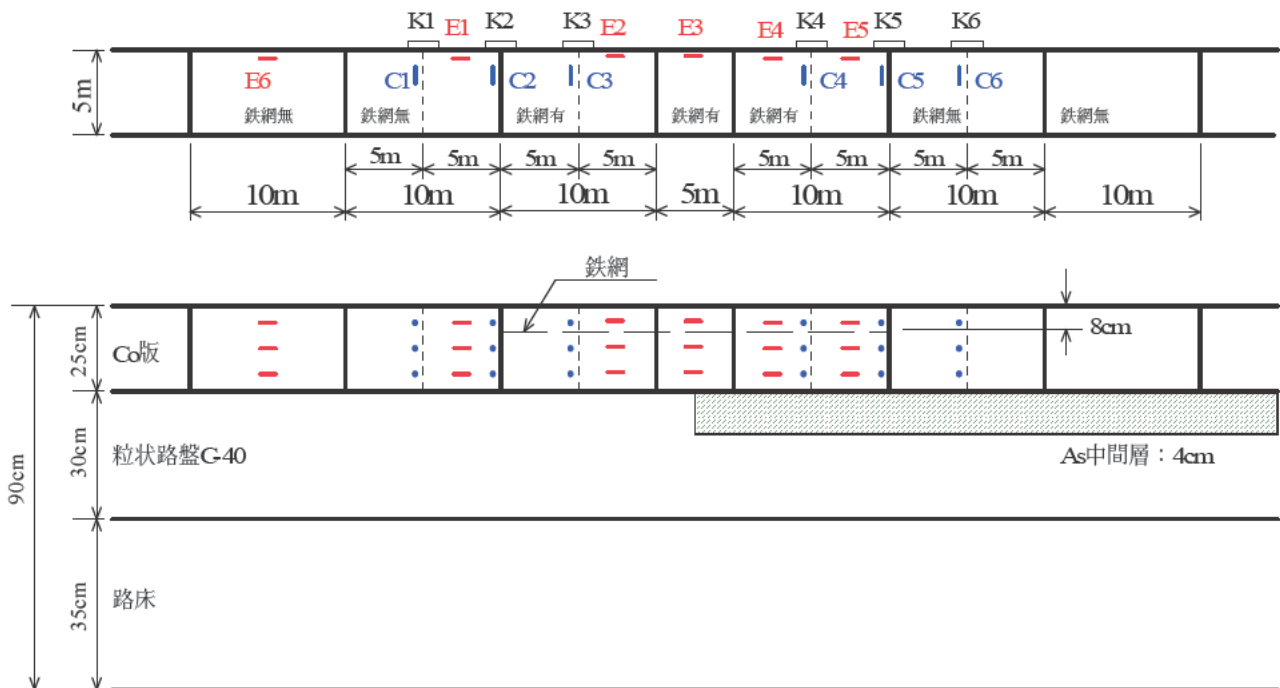 K1 E1 K2 K3 E2 E3 E4 K4 E5 K5 K6
E6 C1 C2 C3 C4 C5 C6
5m
鉄網無 鉄網無 鉄網有 鉄網有 鉄網有 鉄網無 鉄網無
5m 5m 5m 5m 5m 5m 5m 5m
10m 10m 10m 5m 10m 10m 10m
鉄網
8cm
25cm
Co版
30cm
粒状路盤C-40
As中間層：4cm
90cm
35cm
路床